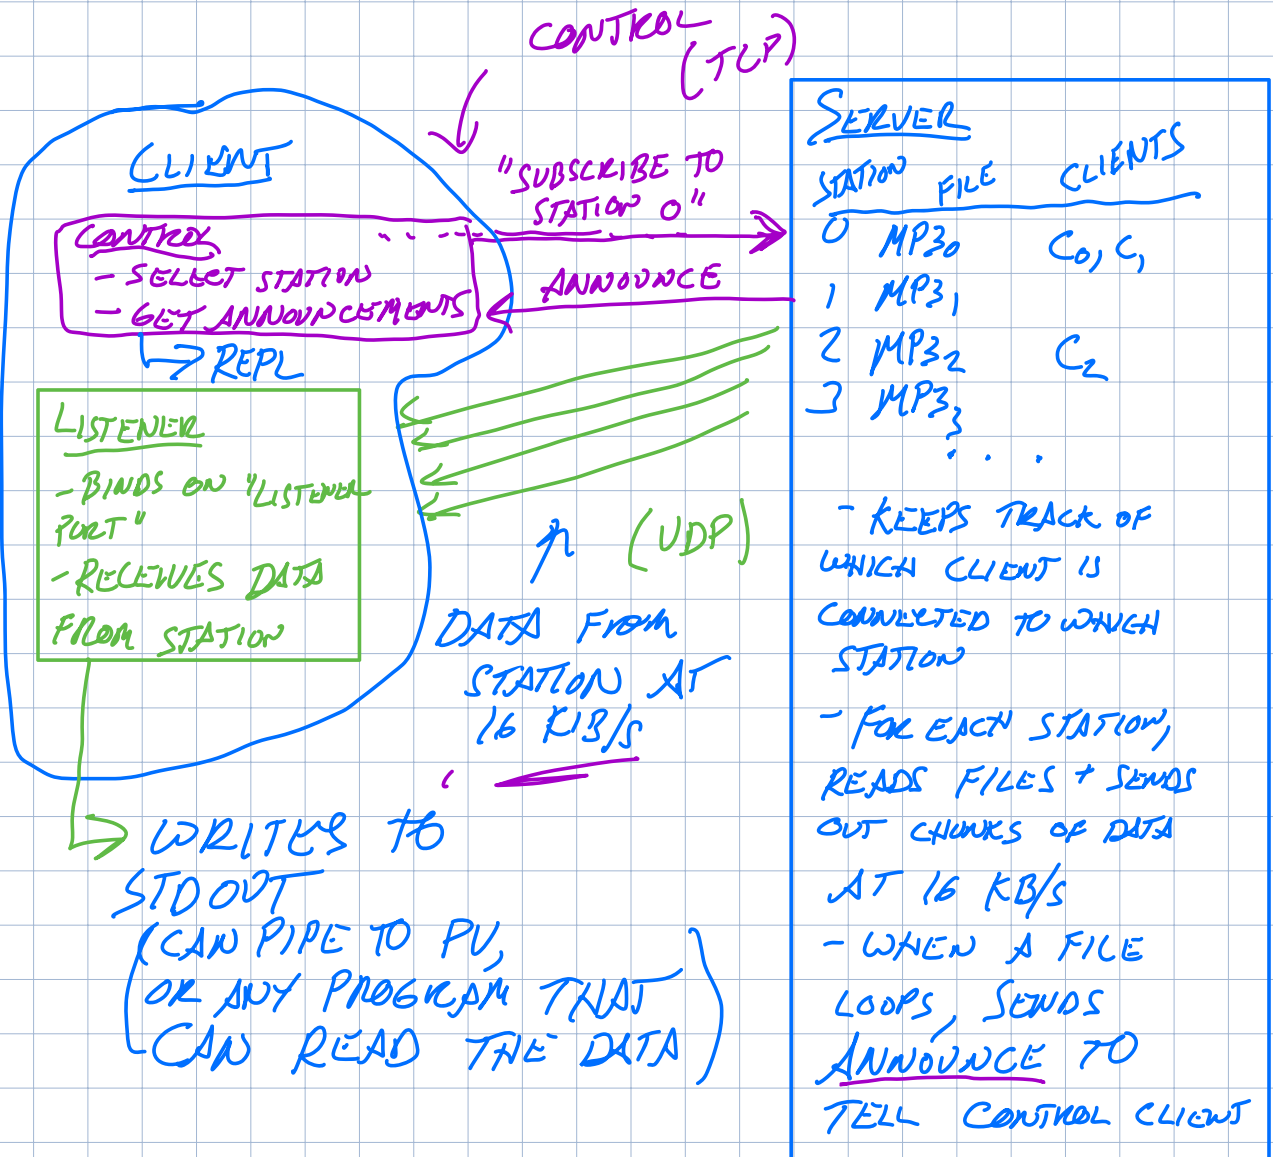 CONTROL
(TCP)
CLIENT
CONTROL
- SELECT STATION
- GET ANNOUNCEMENTS
REPL
"SUBSCRIBE TO
STATION 0"
ANNOUNCE
LISTENER
- BINDS ON "LISTENER
PORT"
- RECEIVES DATA
FROM STATION
(UDP)
DATA FROM
STATION AT
16 KIB/S
WRITES TO
STDOUT
(CAN PIPE TO PV,
OR ANY PROGRAM THAT
CAN READ THE DATA)
SERVER
STATION FILE CLIENTS
0 MP3₀ C₀, C₁
1 MP3₁
2 MP3₂ C₂
3 MP3₃
. . .
- KEEPS TRACK OF
WHICH CLIENT IS
CONNECTED TO WHICH
STATION
- FOR EACH STATION,
READS FILES + SENDS
OUT CHUNKS OF DATA
AT 16 KB/S
- WHEN A FILE
LOOPS, SENDS
ANNOUNCE TO
TELL CONTROL CLIENT